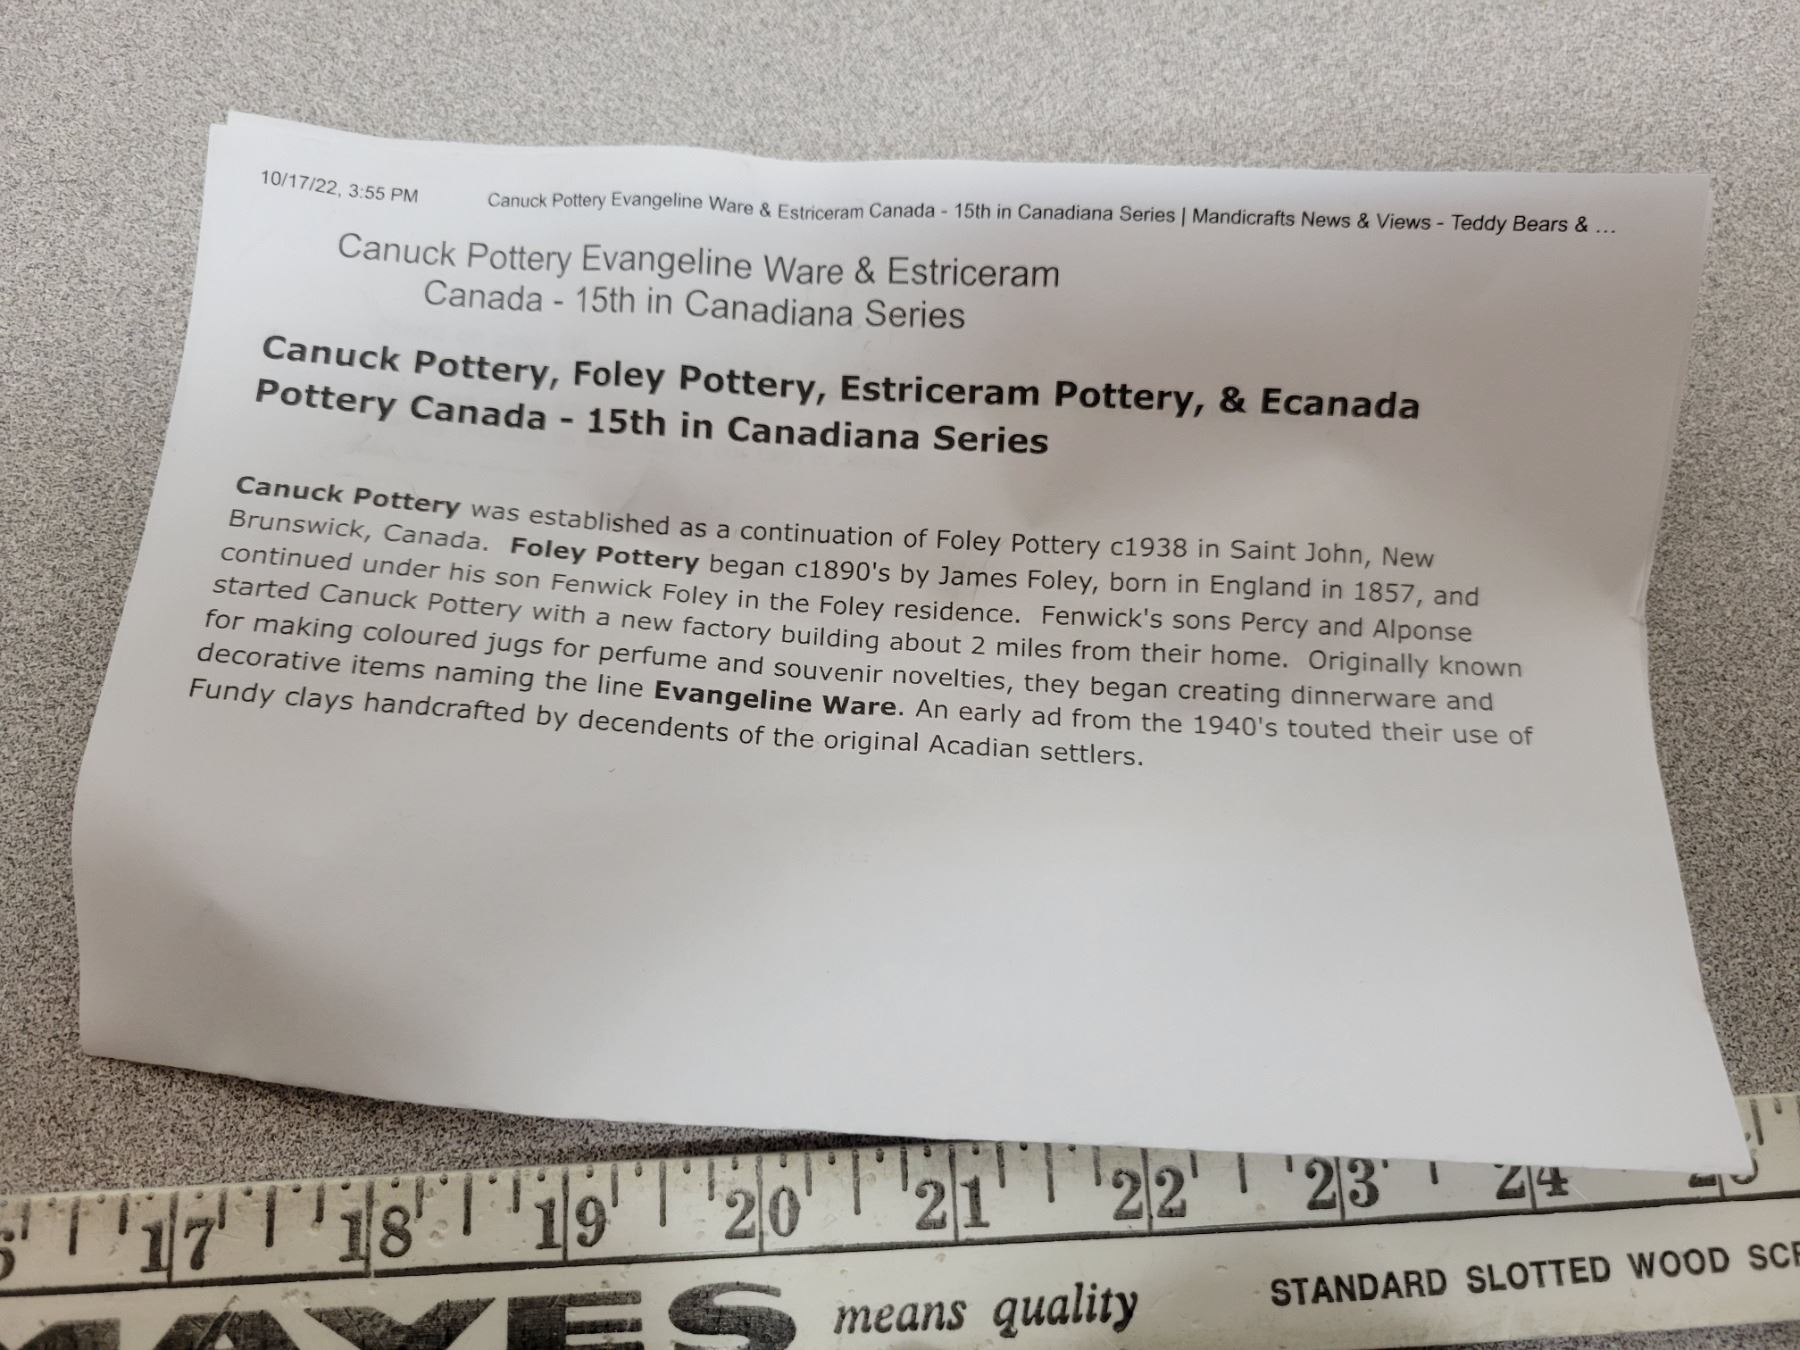 10/17/22, 3:55 PM Canuck Pottery Evangeline Ware & Estriceram Canada - 15th in Canadiana Series | Mandicrafts News & Views - Teddy Bears & ...
Canuck Pottery Evangeline Ware & Estriceram
Canada - 15th in Canadiana Series
Canuck Pottery, Foley Pottery, Estriceram Pottery, & Ecanada
Pottery Canada - 15th in Canadiana Series
Canuck Pottery was established as a continuation of Foley Pottery c1938 in Saint John, New
Brunswick, Canada. Foley Pottery began c1890's by James Foley, born in England in 1857, and
continued under his son Fenwick Foley in the Foley residence. Fenwick's sons Percy and Alponse
started Canuck Pottery with a new factory building about 2 miles from their home. Originally known
for making coloured jugs for perfume and souvenir novelties, they began creating dinnerware and
decorative items naming the line Evangeline Ware. An early ad from the 1940's touted their use of
Fundy clays handcrafted by decendents of the original Acadian settlers.
17 18 19 20 21 22 23 24
MAYES means quality STANDARD SLOTTED WOOD